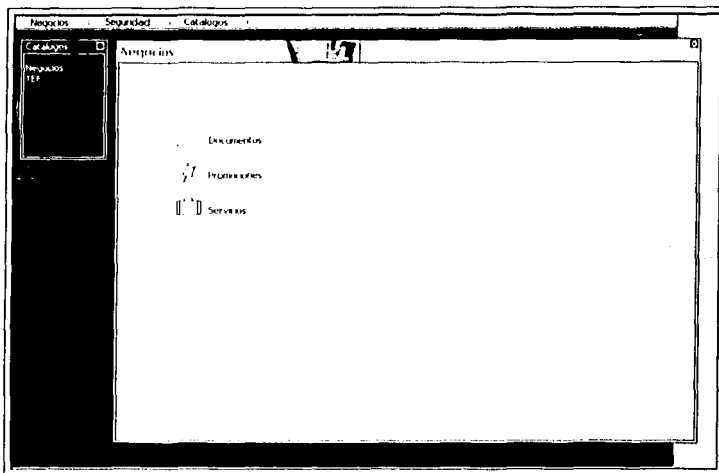 Negocios Seguridad Catalogos
Catalogos
Negocios
TEF
Negocios
Documentos
Promociones
Servicios